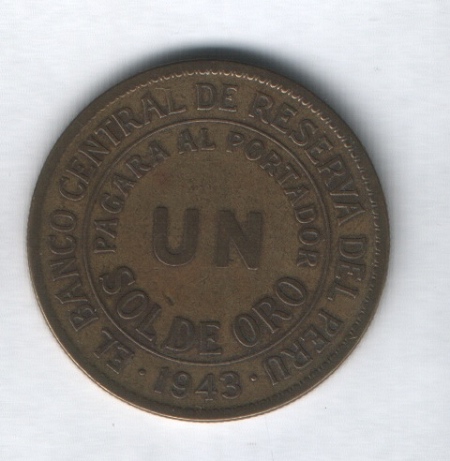 EL BANCO CENTRAL DE RESERVA DEL PERU
PAGARA AL PORTADOR
UN
SOL DE ORO
· 1943 ·